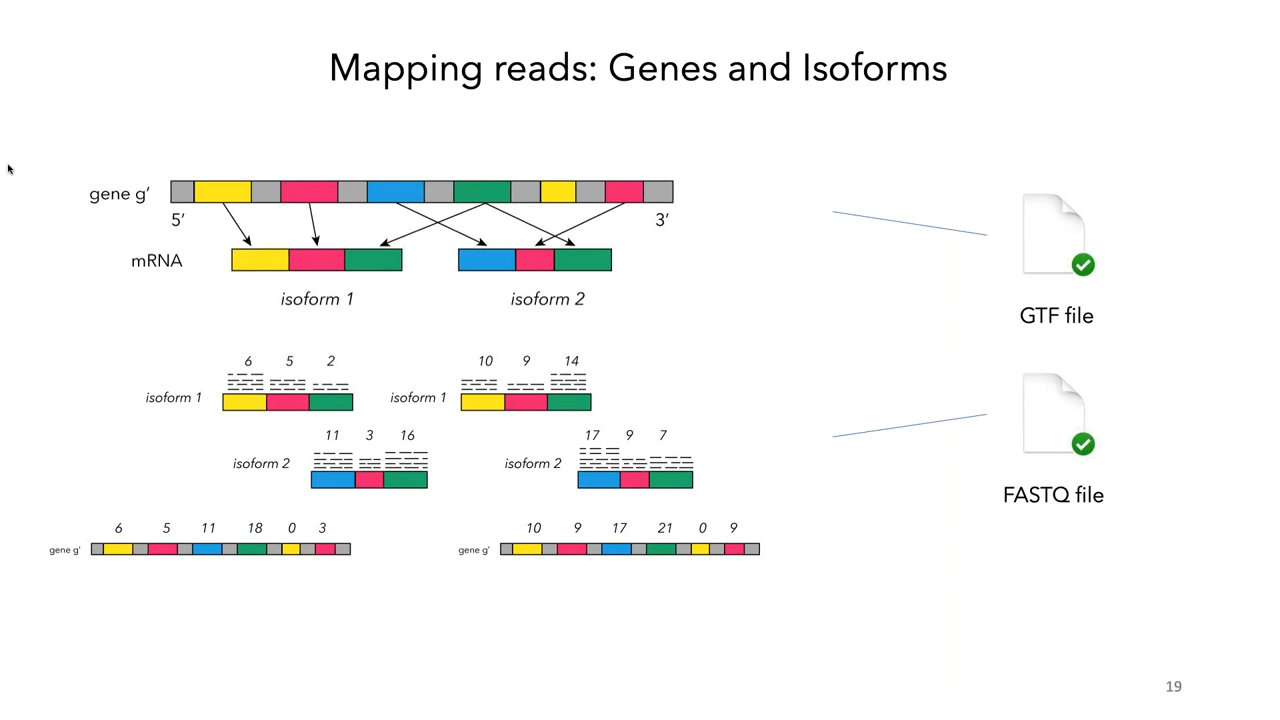 Mapping reads: Genes and Isoforms
gene g’
5’ 3’
mRNA
isoform 1 isoform 2
GTF file
6 5 2 10 9 14
isoform 1 isoform 1
11 3 16 17 9 7
isoform 2 isoform 2
FASTQ file
6 5 11 18 0 3 10 9 17 21 0 9
gene g’ gene g’
19